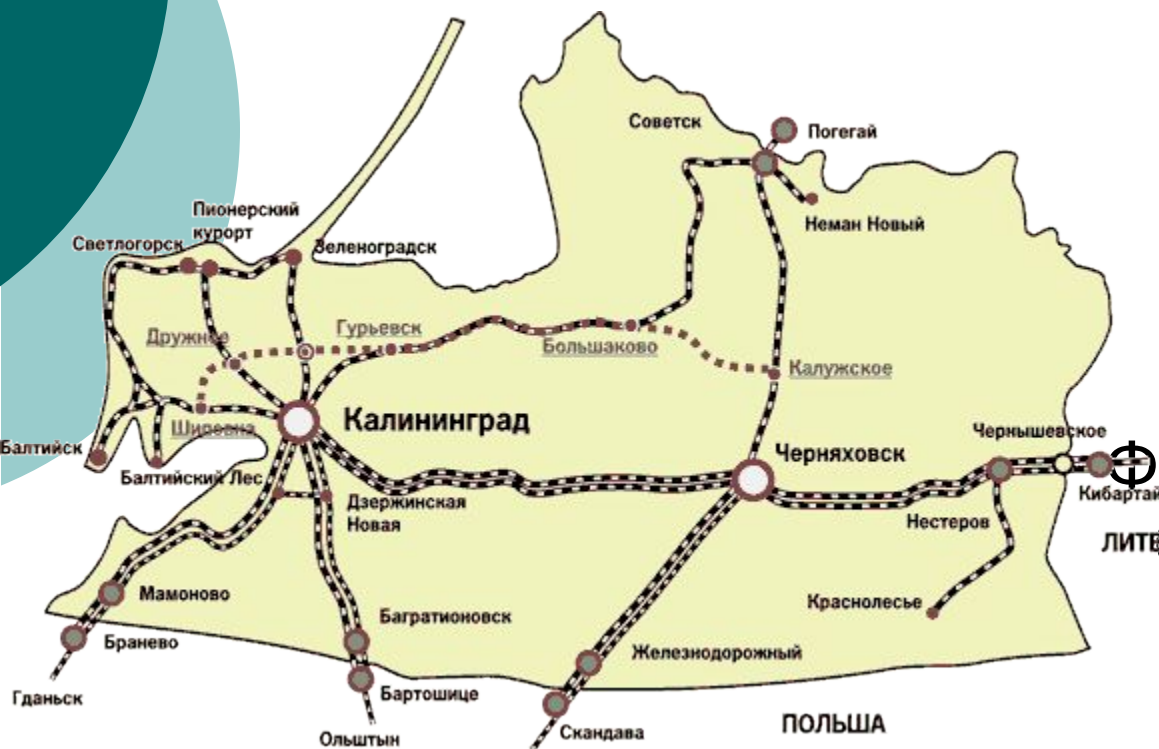 Советск
Погегай
Неман Новый
Пионерский
курорт
Светлогорск
Зеленоградск
Дружное
Гурьевск
Большаково
Калужское
Калининград
Чернышевское
Балтийск
Балтийский Лес
Черняховск
Кибартай
Дзержинская
Новая
Нестеров
Ф
Мамоново
Краснолесье
Багратионовск
Бранево
Железнодорожный
Гданьск
Бартошице
Скандава
ПОЛЬША
Ольштын